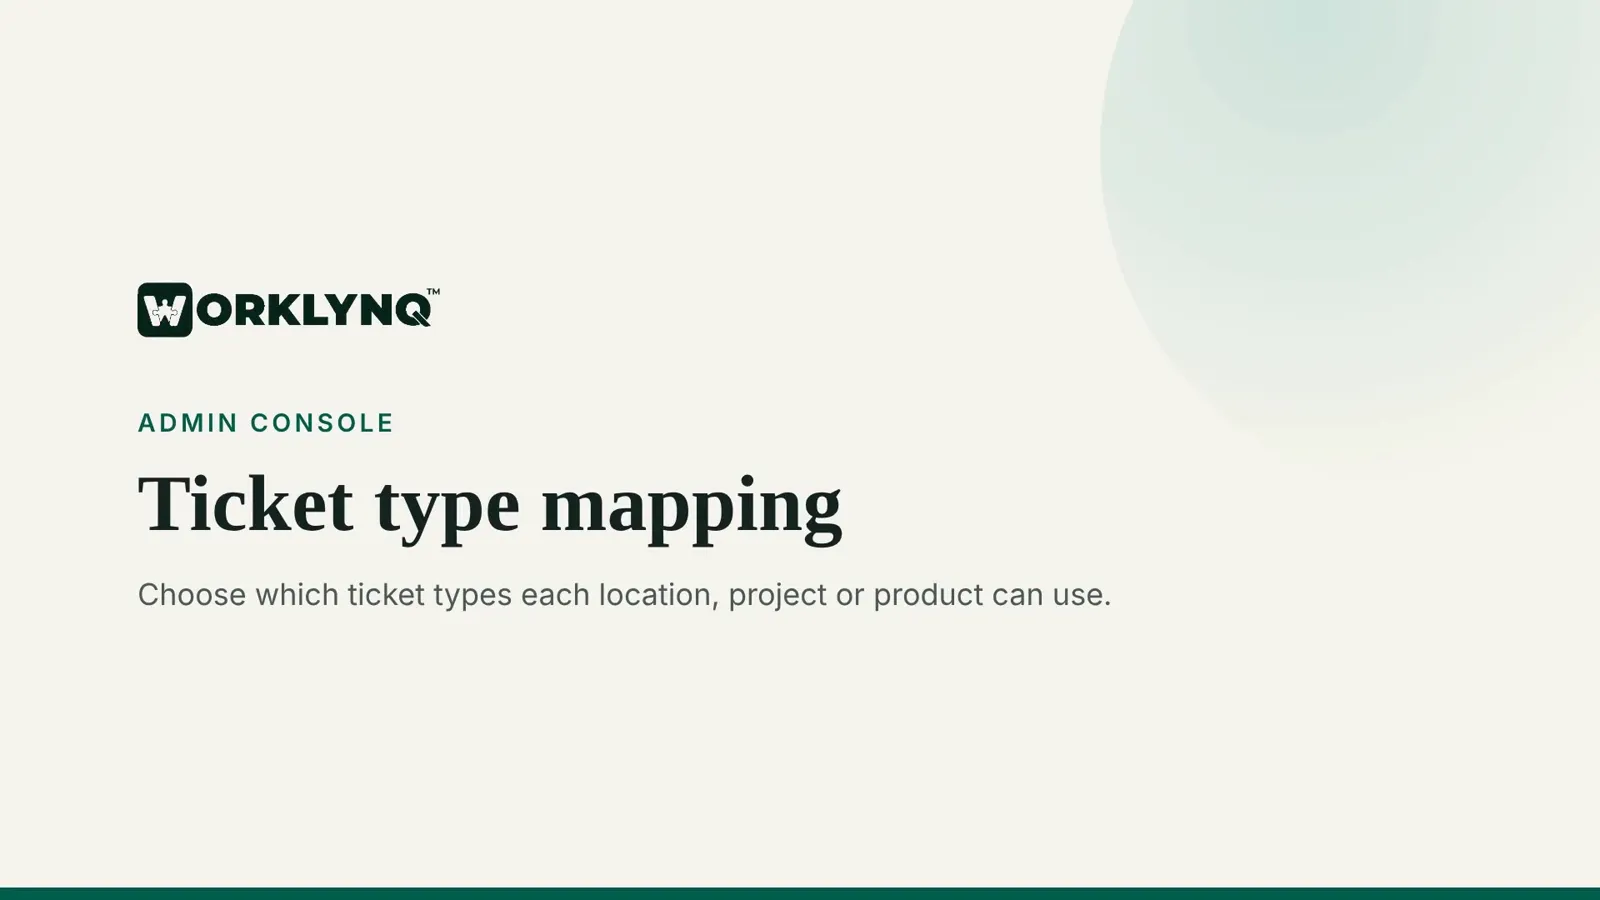 WORKLYNQ™
ADMIN CONSOLE
Ticket type mapping
Choose which ticket types each location, project or product can use.